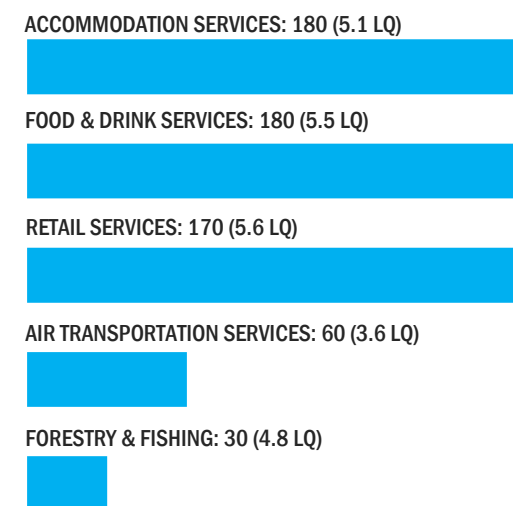 ACCOMMODATION SERVICES: 180 (5.1 LQ)
FOOD & DRINK SERVICES: 180 (5.5 LQ)
RETAIL SERVICES: 170 (5.6 LQ)
AIR TRANSPORTATION SERVICES: 60 (3.6 LQ)
FORESTRY & FISHING: 30 (4.8 LQ)